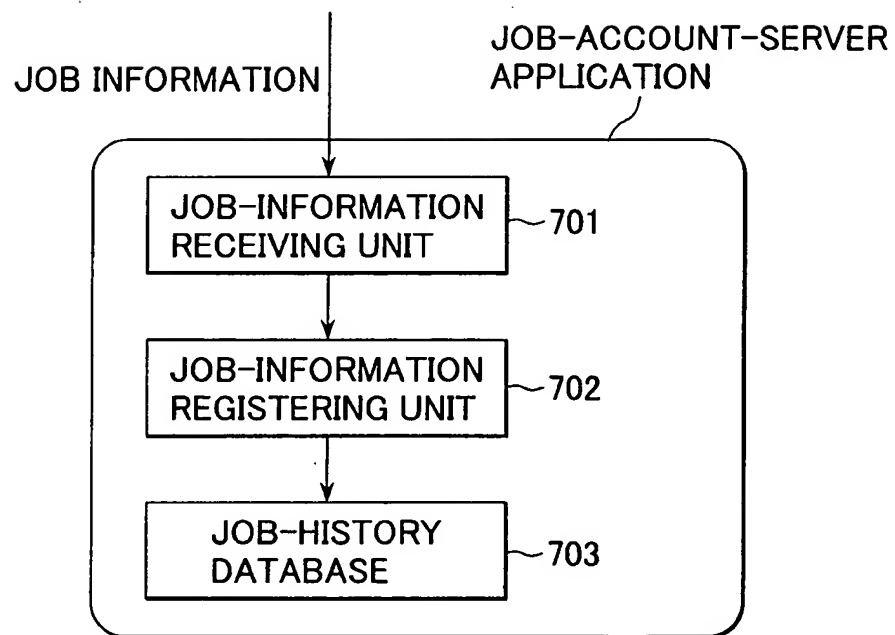 JOB-ACCOUNT-SERVER
APPLICATION
JOB INFORMATION
JOB-INFORMATION
RECEIVING UNIT
701
JOB-INFORMATION
REGISTERING UNIT
702
JOB-HISTORY
DATABASE
703